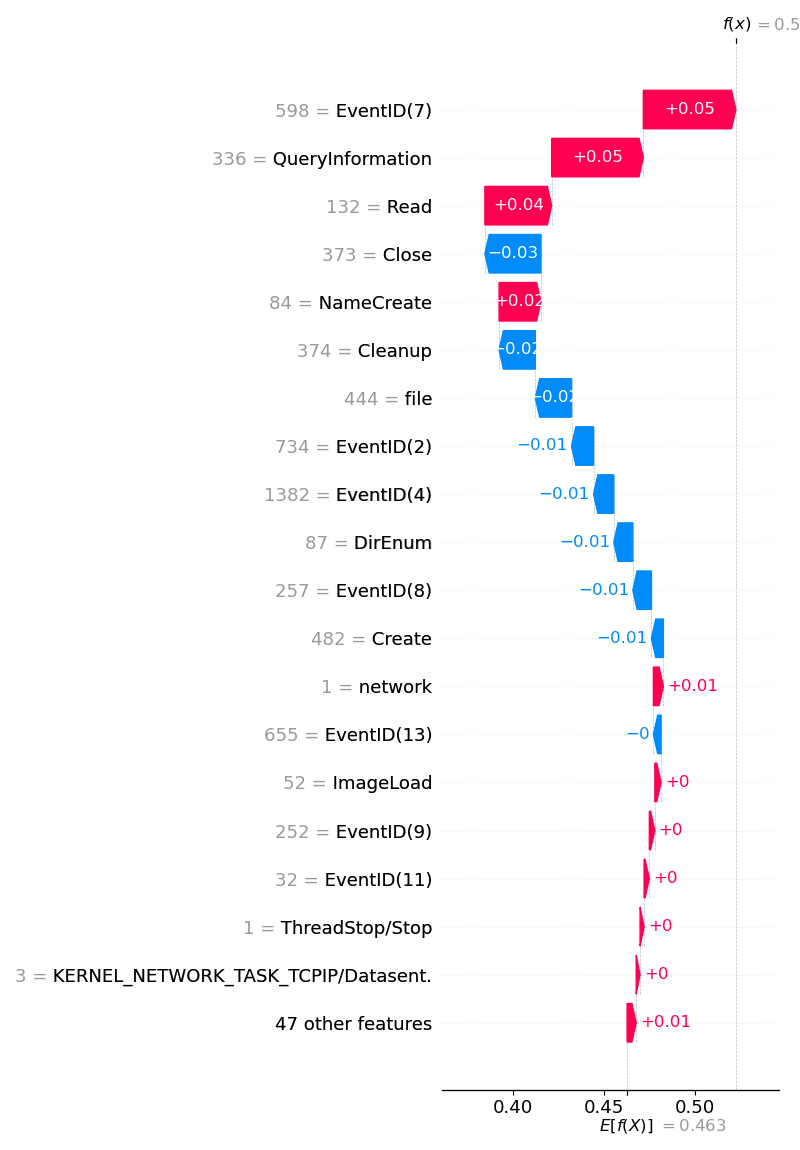 f(x) = 0.5
598 = EventID(7) +0.05
336 = QueryInformation +0.05
132 = Read +0.04
373 = Close −0.03
84 = NameCreate +0.02
374 = Cleanup −0.02
444 = file −0.02
734 = EventID(2) −0.01
1382 = EventID(4) −0.01
87 = DirEnum −0.01
257 = EventID(8) −0.01
482 = Create −0.01
1 = network +0.01
655 = EventID(13) −0
52 = ImageLoad +0
252 = EventID(9) +0
32 = EventID(11) +0
1 = ThreadStop/Stop +0
3 = KERNEL_NETWORK_TASK_TCPIP/Datasent. +0
47 other features +0.01
0.40 0.45 0.50
E[f(X)] = 0.463